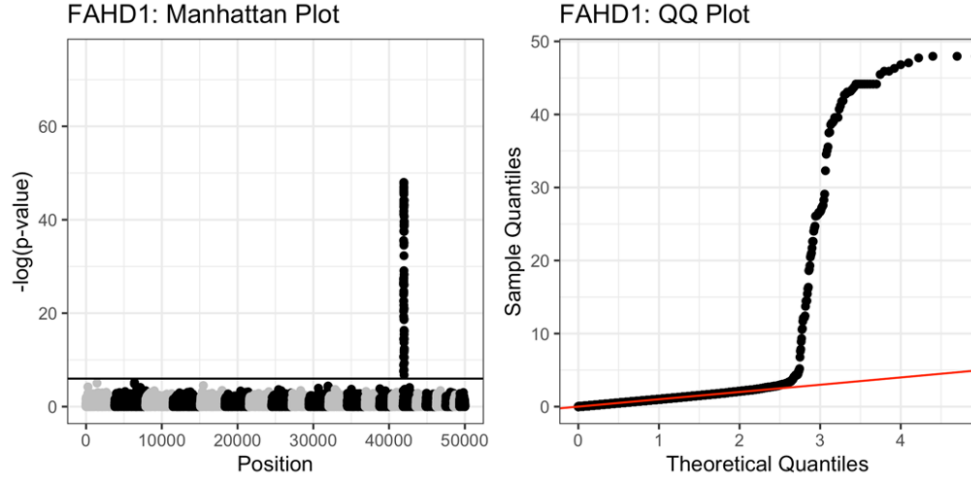 FAHD1: Manhattan Plot
60
40
20
0
-log(p-value)
0 10000 20000 30000 40000 50000
Position
FAHD1: QQ Plot
50
40
30
20
10
0
Sample Quantiles
0 1 2 3 4
Theoretical Quantiles